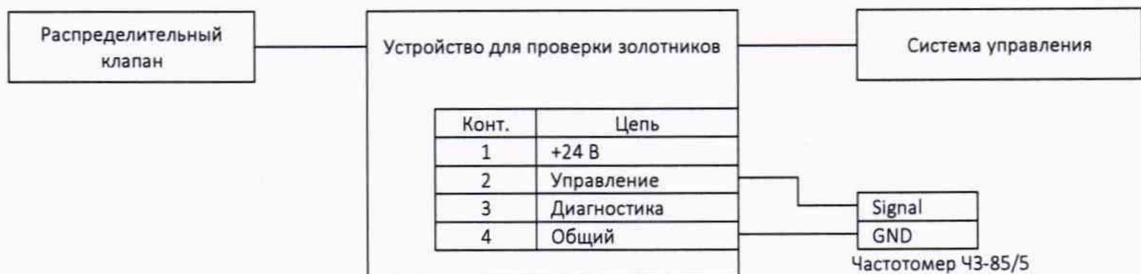 Распределительный
клапан
Устройство для проверки золотников
Система управления
Конт. Цепь
1 +24 В
2 Управление
3 Диагностика
4 Общий
Signal
GND
Частотомер ЧЗ-85/5